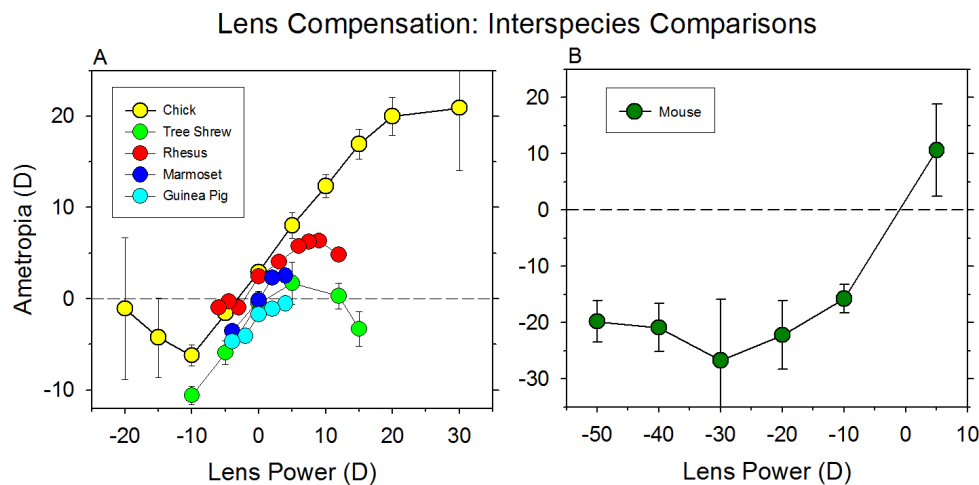 Lens Compensation: Interspecies Comparisons
A
B
Chick
Tree Shrew
Rhesus
Marmoset
Guinea Pig
Mouse
Ametropia (D)
20
10
0
-10
-20 -10 0 10 20 30
Lens Power (D)
20
10
0
-10
-20
-30
-50 -40 -30 -20 -10 0 10
Lens Power (D)